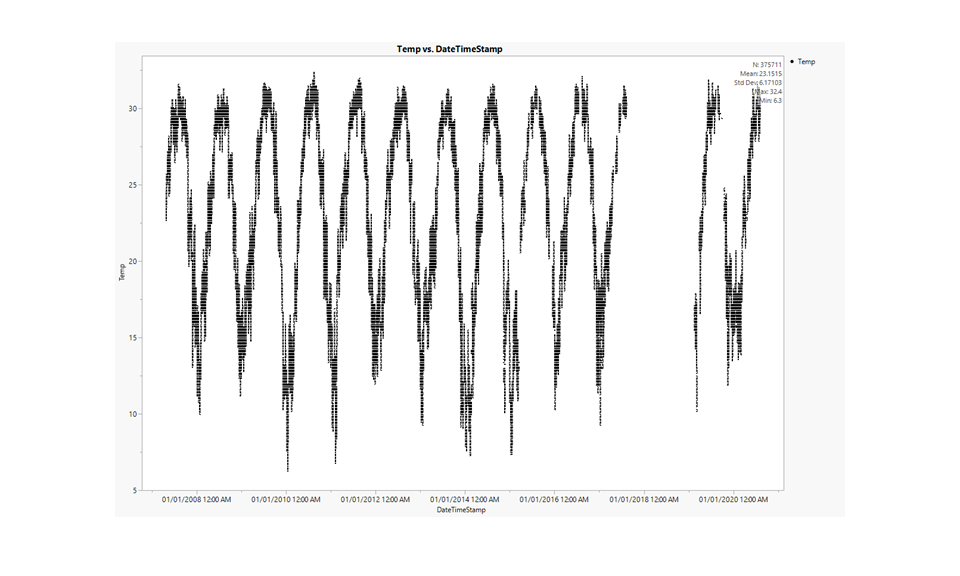 Temp vs. DateTimeStamp
N: 375711
Mean: 23.1515
Std Dev: 6.17103
Max: 32.4
Min: 6.3
Temp
30
25
20
15
10
5
Temp
01/01/2008 12:00 AM 01/01/2010 12:00 AM 01/01/2012 12:00 AM 01/01/2014 12:00 AM 01/01/2016 12:00 AM 01/01/2018 12:00 AM 01/01/2020 12:00 AM
DateTimeStamp